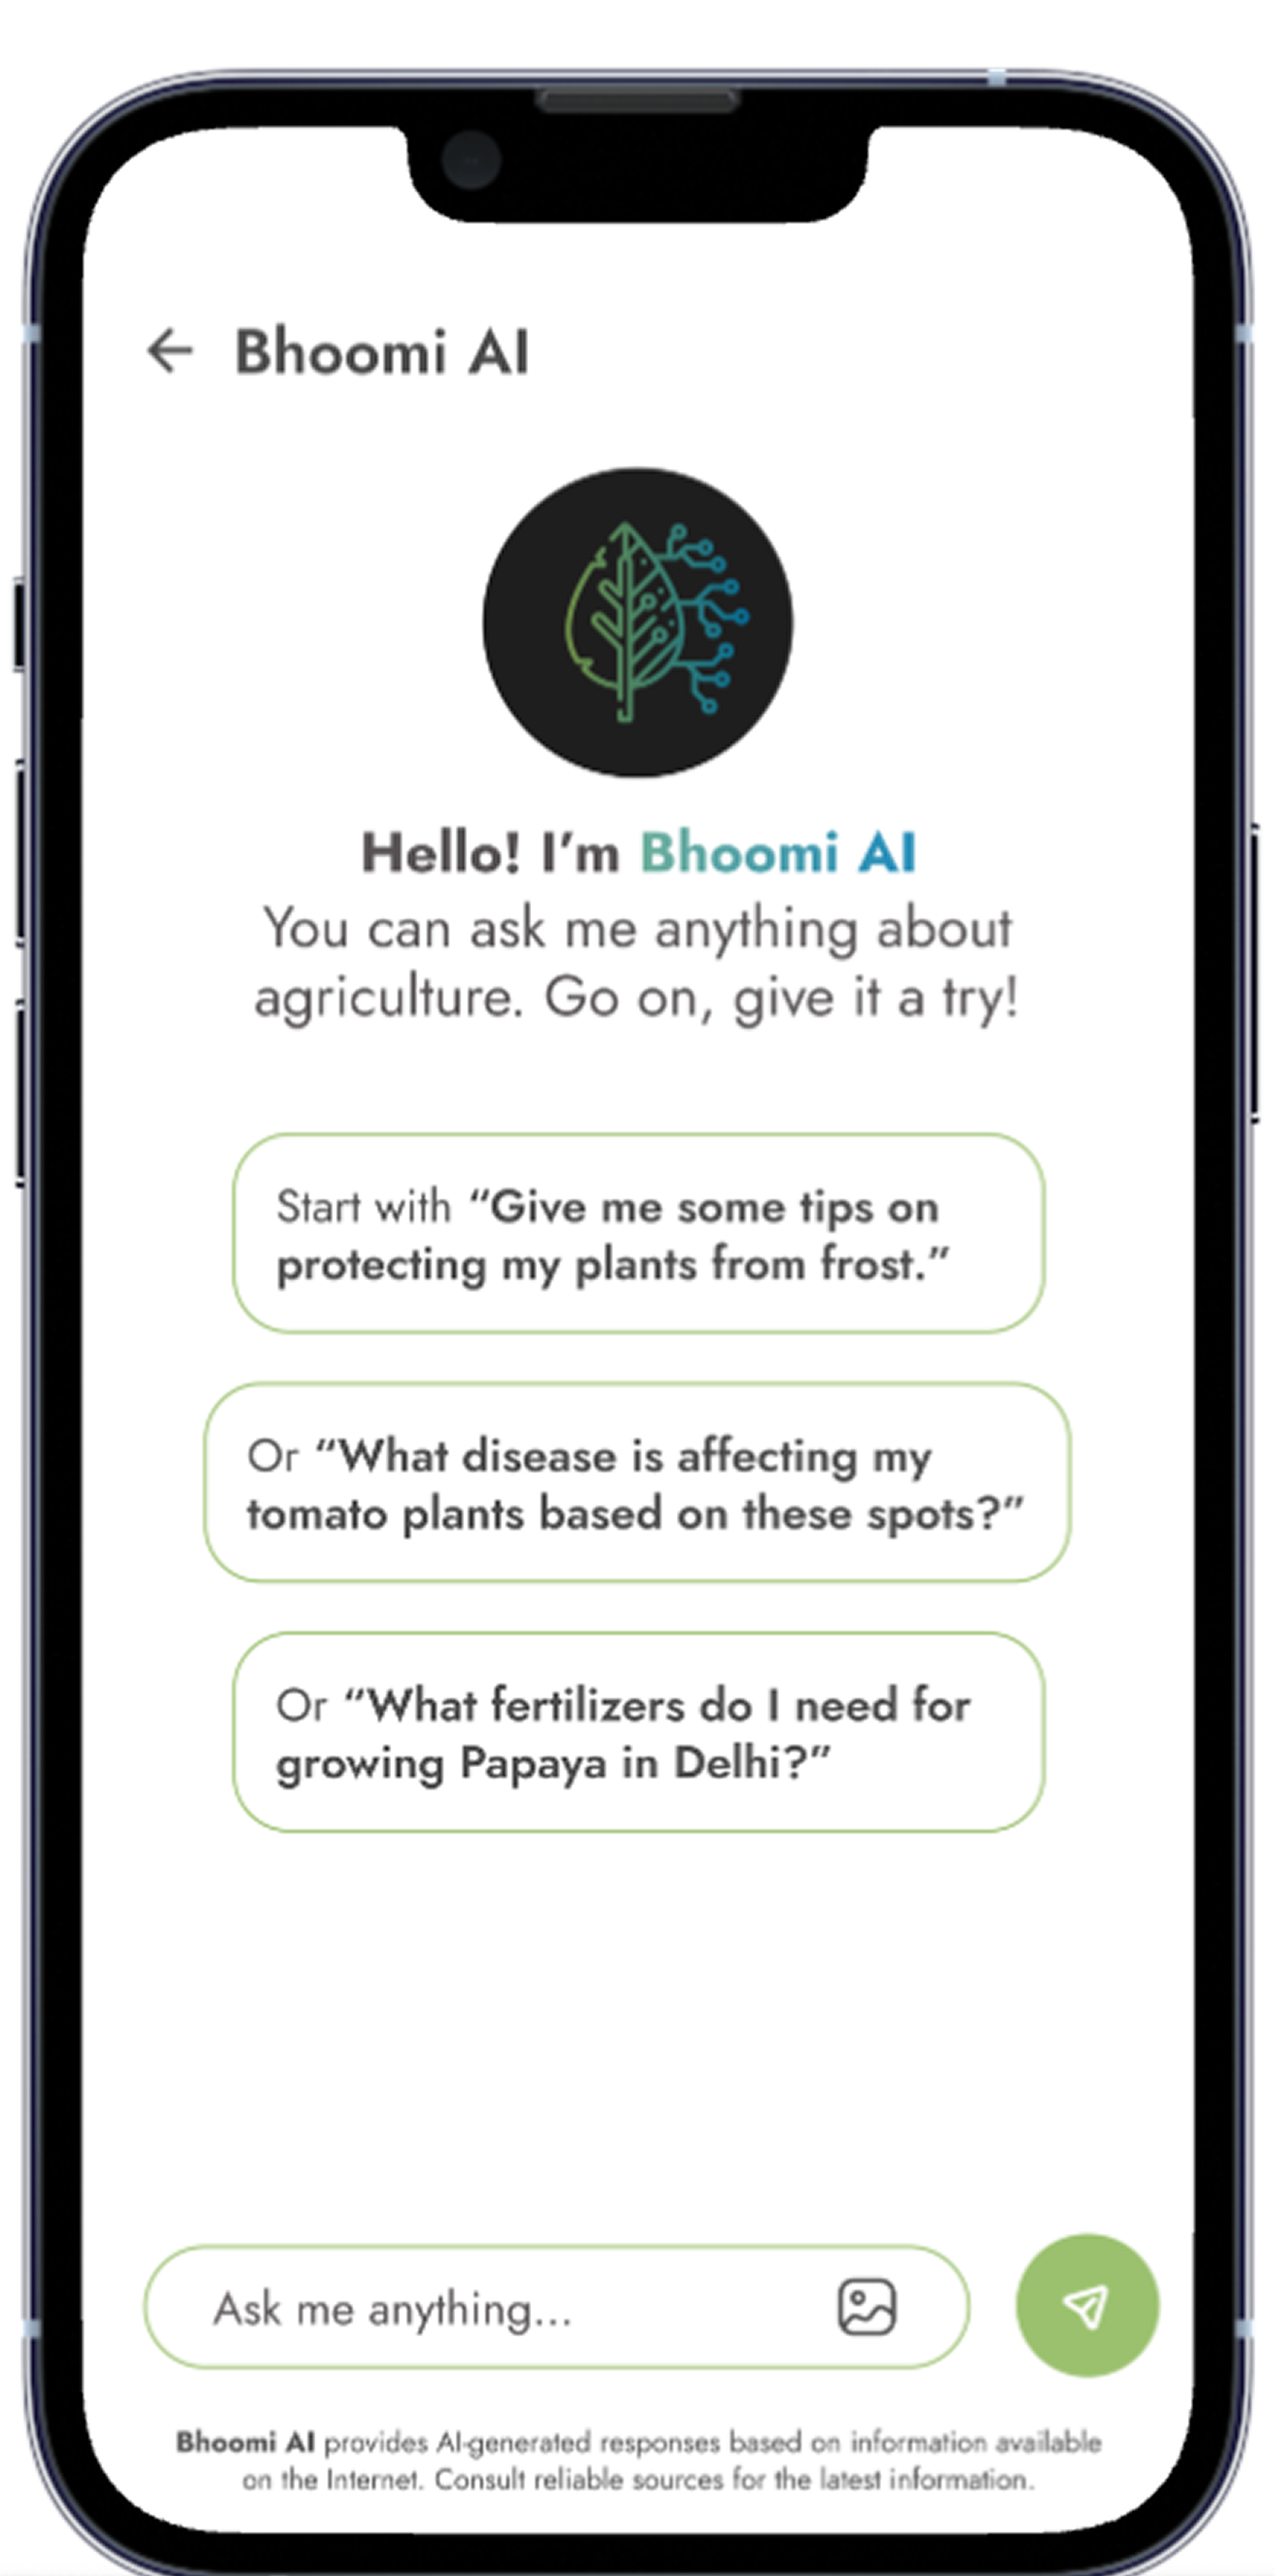 Bhoomi AI
Hello! I’m Bhoomi AI
You can ask me anything about
agriculture. Go on, give it a try!
Start with “Give me some tips on
protecting my plants from frost.”
Or “What disease is affecting my
tomato plants based on these spots?”
Or “What fertilizers do I need for
growing Papaya in Delhi?”
Ask me anything...
Bhoomi AI provides AI-generated responses based on information available
on the Internet. Consult reliable sources for the latest information.